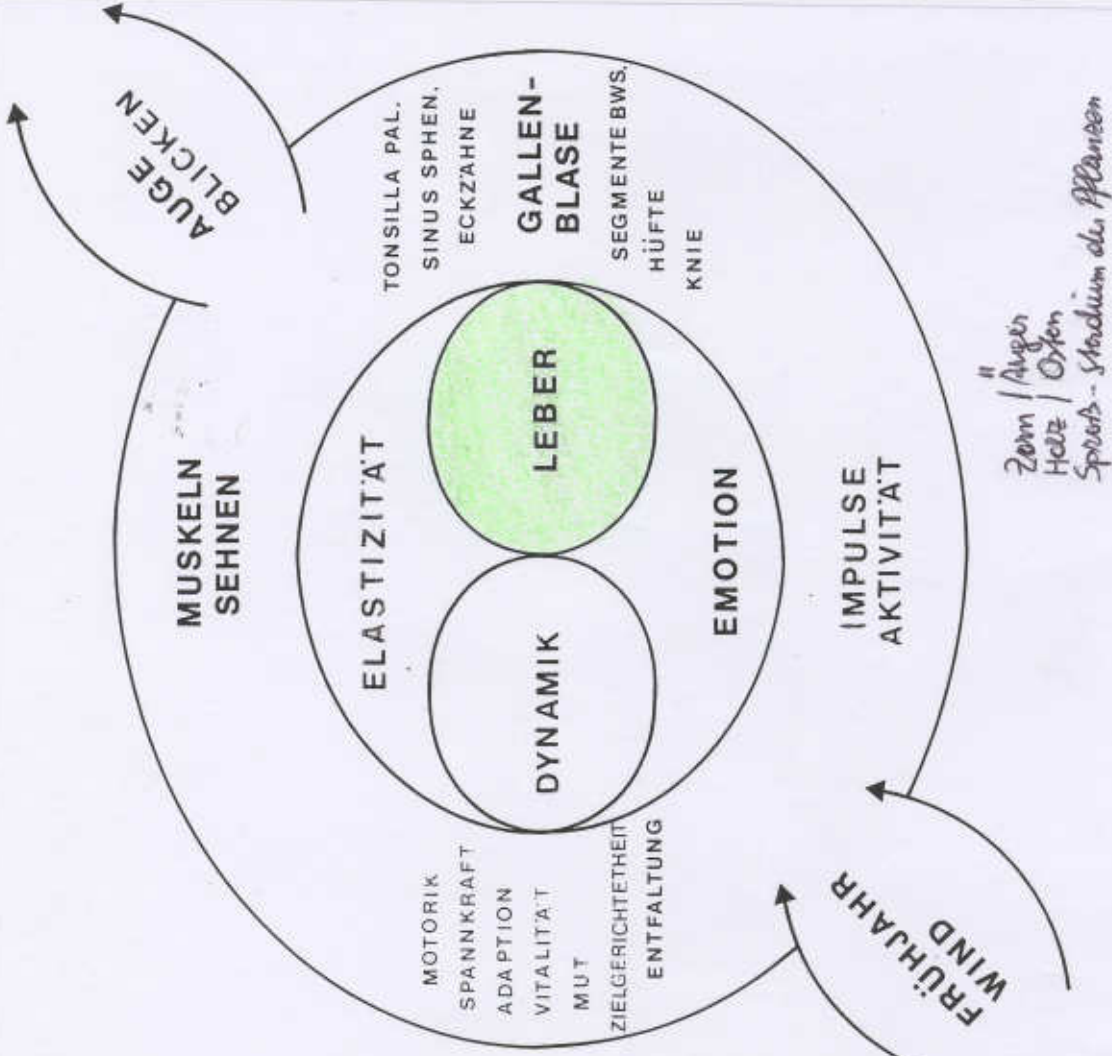 AUGE
BLICKEN
MUSKELN
SEHNEN
ELASTIZITÄT
MOTORIK
SPANNKRAFT
ADAPTION
VITALITÄT
MUT
ZIELGERICHTETHEIT
ENTFALTUNG
DYNAMIK
LEBER
TONSILLA PAL.
SINUS SPHEN.
ECKZÄHNE
GALLEN-
BLASE
SEGMENTE BWS.
HÜFTE
KNIE
EMOTION
IMPULSE
AKTIVITÄT
FRÜHJAHR
WIND
Zorn / Ärger
Holz / Osten
Sproß-Stadium der Pflanzen